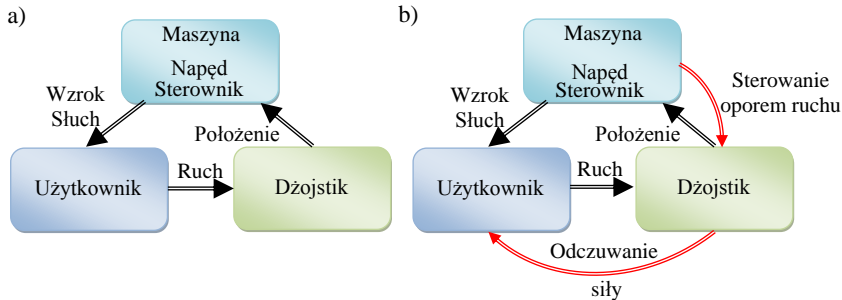 a)
Maszyna
Napęd
Sterownik
Wzrok
Słuch
Położenie
Użytkownik
Ruch
Dżojstik
b)
Maszyna
Napęd
Sterownik
Wzrok
Słuch
Sterowanie
oporem ruchu
Położenie
Użytkownik
Ruch
Dżojstik
Odczuwanie
siły